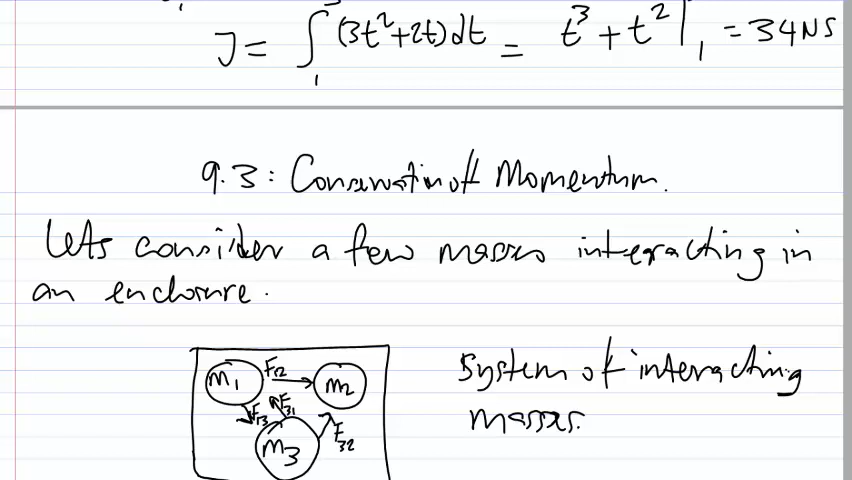 J = ∫₁ (3t²+2t)dt = t³ + t² |₁ = 34NS
9.3: Conservation of Momentum.
Lets consider a few masses interacting in
an enclosure.
m₁ F₁₂ m₂
F₁₃ F₃₁
m₃ F₃₂
System of interacting
masses.